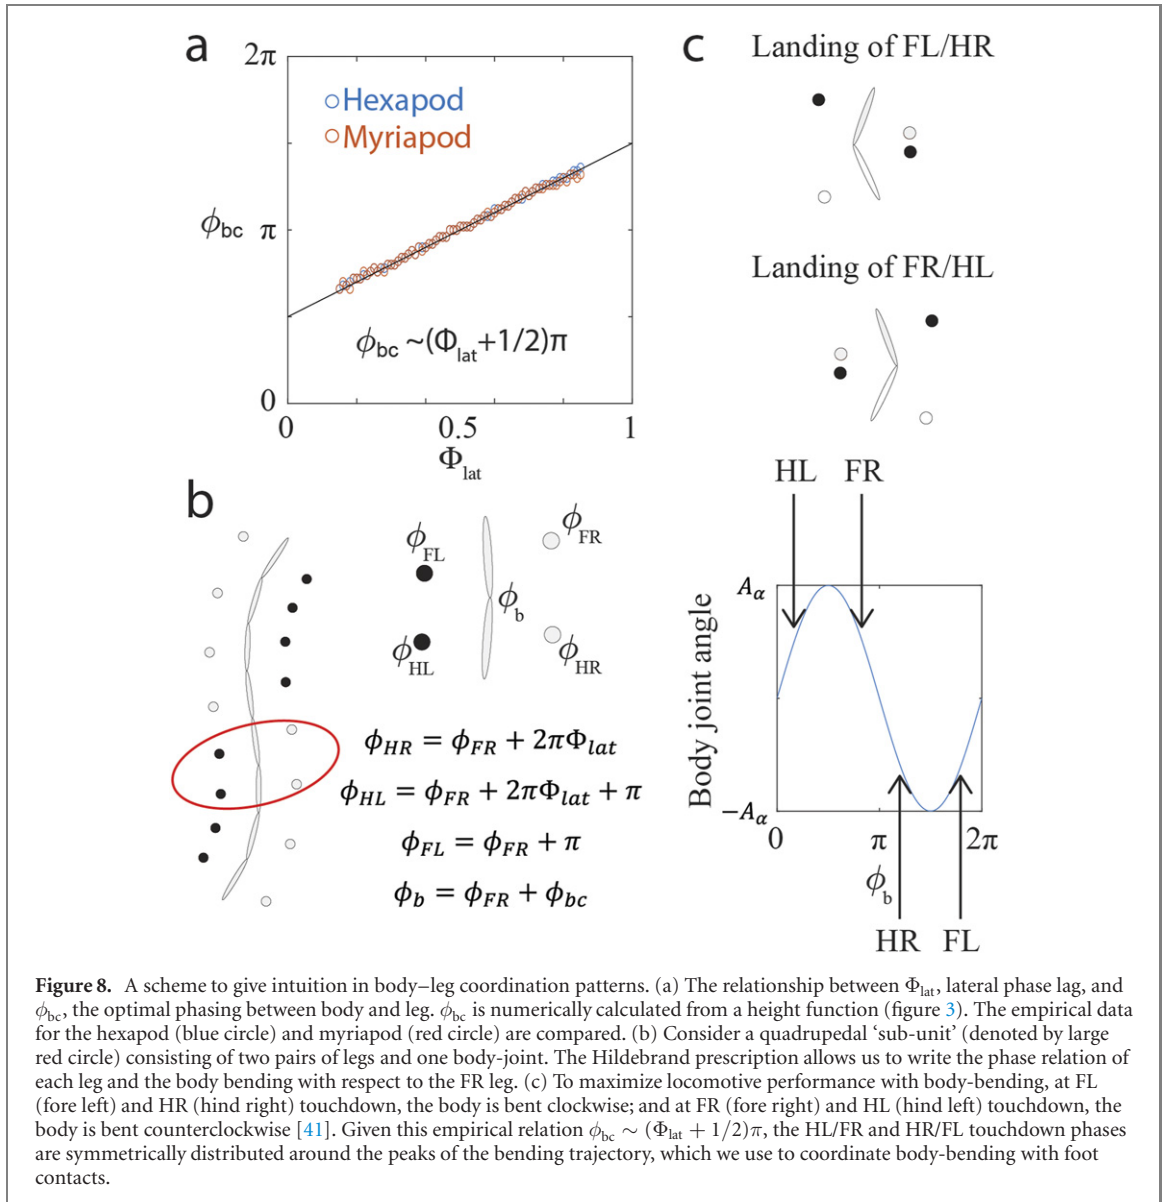 a
2π
Hexapod
Myriapod
ϕbc
π
ϕbc ~(Φlat+1/2)π
0
0
0.5
1
Φlat
c
Landing of FL/HR
Landing of FR/HL
b
ϕFL
ϕFR
ϕb
ϕHL
ϕHR
ϕHR = ϕFR + 2πΦlat
ϕHL = ϕFR + 2πΦlat + π
ϕFL = ϕFR + π
ϕb = ϕFR + ϕbc
HL FR
Aα
Body joint angle
−Aα
0
π
2π
ϕb
HR FL
Figure 8. A scheme to give intuition in body–leg coordination patterns. (a) The relationship between Φlat, lateral phase lag, and
ϕbc, the optimal phasing between body and leg. ϕbc is numerically calculated from a height function (figure 3). The empirical data
for the hexapod (blue circle) and myriapod (red circle) are compared. (b) Consider a quadrupedal ‘sub-unit’ (denoted by large
red circle) consisting of two pairs of legs and one body-joint. The Hildebrand prescription allows us to write the phase relation of
each leg and the body bending with respect to the FR leg. (c) To maximize locomotive performance with body-bending, at FL
(fore left) and HR (hind right) touchdown, the body is bent clockwise; and at FR (fore right) and HL (hind left) touchdown, the
body is bent counterclockwise [41]. Given this empirical relation ϕbc ∼ (Φlat + 1/2)π, the HL/FR and HR/FL touchdown phases
are symmetrically distributed around the peaks of the bending trajectory, which we use to coordinate body-bending with foot
contacts.